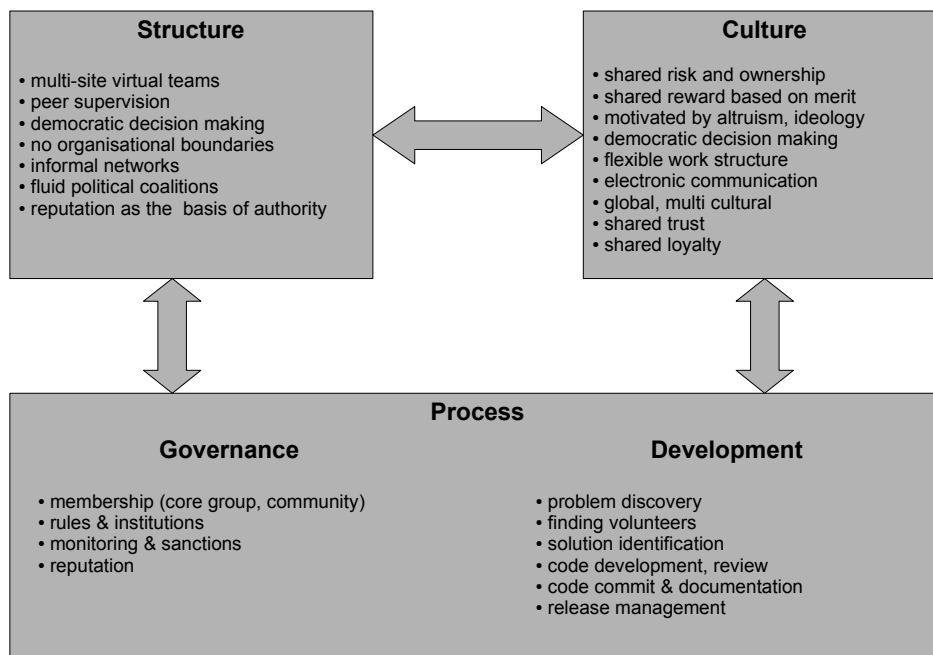 Structure
• multi-site virtual teams
• peer supervision
• democratic decision making
• no organisational boundaries
• informal networks
• fluid political coalitions
• reputation as the  basis of authority
Culture
• shared risk and ownership
• shared reward based on merit
• motivated by altruism, ideology
• democratic decision making
• flexible work structure
• electronic communication
• global, multi cultural
• shared trust
• shared loyalty
Process
Governance
• membership (core group, community)
• rules & institutions
• monitoring & sanctions
• reputation
Development
• problem discovery
• finding volunteers
• solution identification
• code development, review
• code commit & documentation
• release management